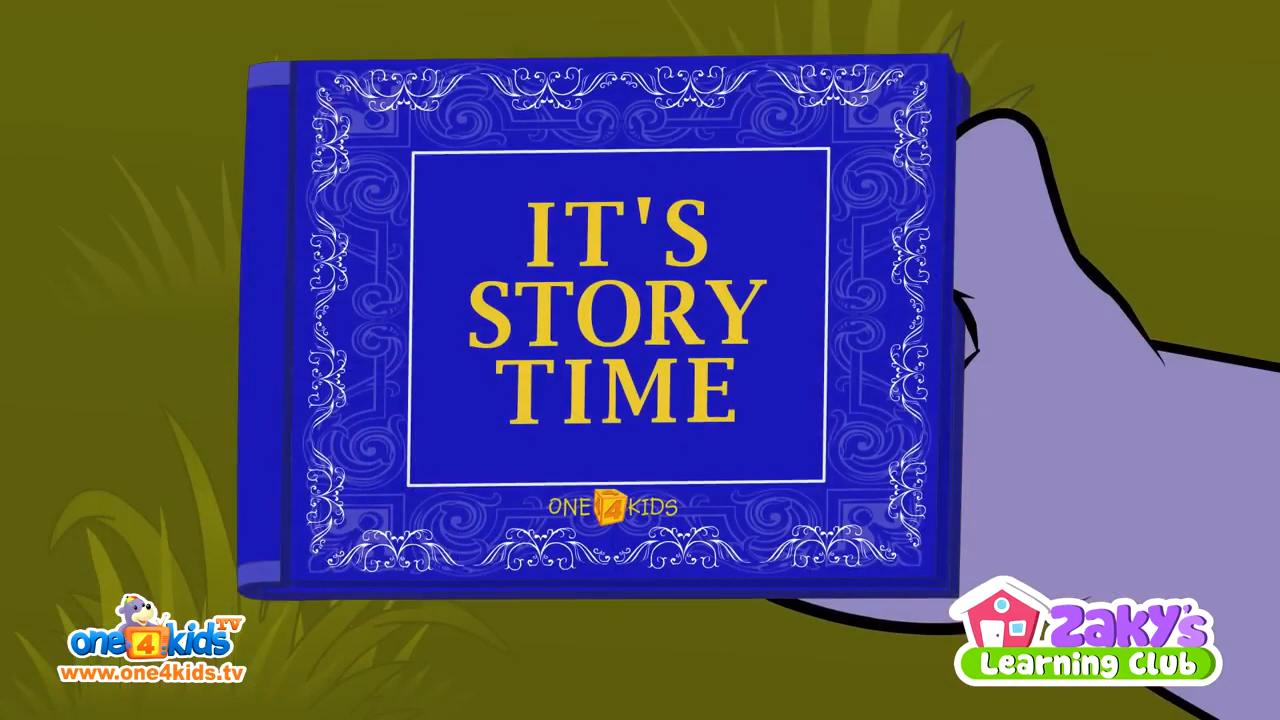 IT'S
STORY
TIME
ONE 4 KIDS
one4kids TV
www.one4kids.tv
Zaky's
Learning Club